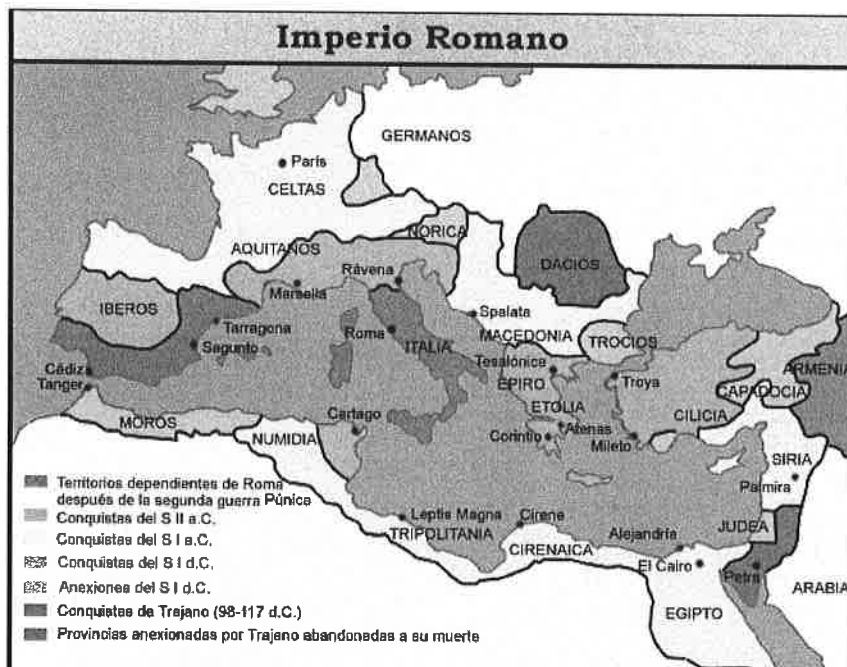 Imperio Romano
GERMANOS
París
CELTAS
NORICA
AQUITANOS
DACIOS
Rávena
Marsella
IBEROS
Spalata
Tarragona
Roma
ITALIA
MACEDONIA
TROCIOS
Sagunto
Tesalónica
ARMENIA
Cádiz
EPIRO
Troya
CAPADOCIA
Tanger
ETOLIA
CILICIA
MOROS
Cartago
Atenas
NUMIDIA
Corintio
Mileto
SIRIA
Palmira
Leptis Magna
Cirene
TRIPOLITANIA
Alejandría
JUDEA
CIRENAICA
El Cairo
Petra
ARABIA
EGIPTO
Territorios dependientes de Roma
después de la segunda guerra Púnica
Conquistas del S II a.C.
Conquistas del S I a.C.
Conquistas del S I d.C.
Anexiones del S I d.C.
Conquistas de Trajano (98-117 d.C.)
Provincias anexionadas por Trajano abandonadas a su muerte